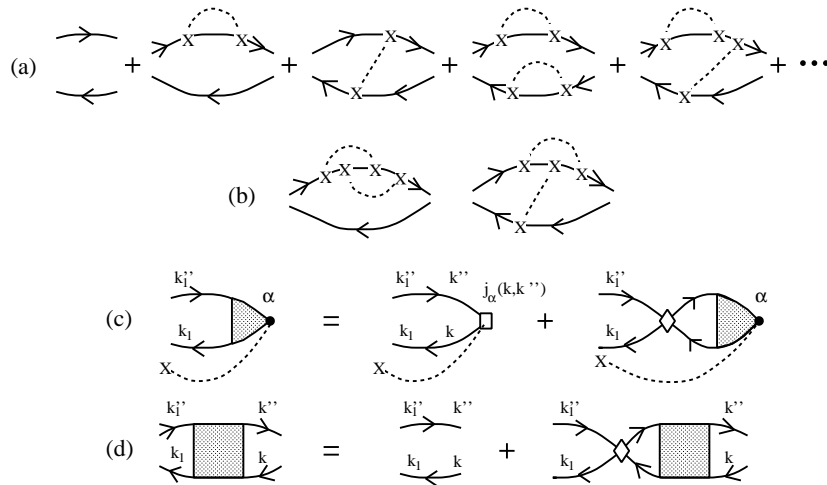 (a) + + + + + •••
X X X X X X X X X X X X
(b) X X X X X X X X
(c) k₁'' α = k₁'' k'' jα(k,k'') + k₁'' α
k₁ X k₁ k X k₁ X
(d) k₁'' k'' = k₁'' k'' + k₁'' k''
k₁ k k₁ k k₁ k